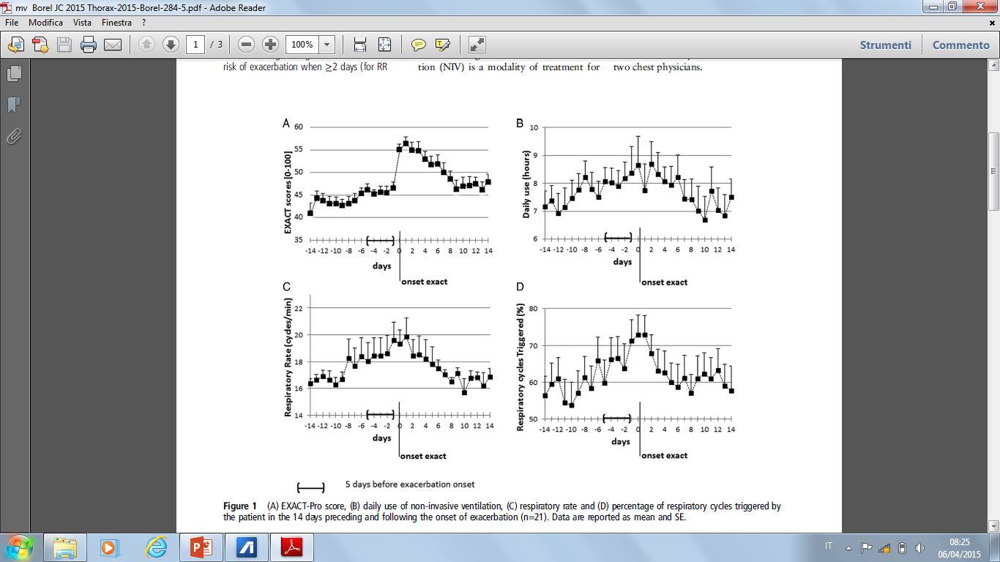 mv  Borel JC 2015 Thorax-2015-Borel-284-5.pdf - Adobe Reader
File Modifica Vista Finestra ?
1 / 3 100% Strumenti Commento
risk of exacerbation when ≥2 days (for RR
tion (NIV) is a modality of treatment for
two chest physicians.
A
EXACT scores [0-100]
60
55
50
45
40
35
-14 -12 -10 -8 -6 -4 -2 0 2 4 6 8 10 12 14
days
onset exact
B
Daily use (hours)
10
9
8
7
6
-14 -12 -10 -8 -6 -4 -2 0 2 4 6 8 10 12 14
days
onset exact
C
Respiratory Rate (cycles/min)
22
20
18
16
14
-14 -12 -10 -8 -6 -4 -2 0 2 4 6 8 10 12 14
days
onset exact
D
Respiratory cycles Triggered (%)
80
70
60
50
-14 -12 -10 -8 -6 -4 -2 0 2 4 6 8 10 12 14
days
onset exact
5 days before exacerbation onset
Figure 1 (A) EXACT-Pro score, (B) daily use of non-invasive ventilation, (C) respiratory rate and (D) percentage of respiratory cycles triggered by
the patient in the 14 days preceding and following the onset of exacerbation (n=21). Data are reported as mean and SE.
IT
08:25
06/04/2015